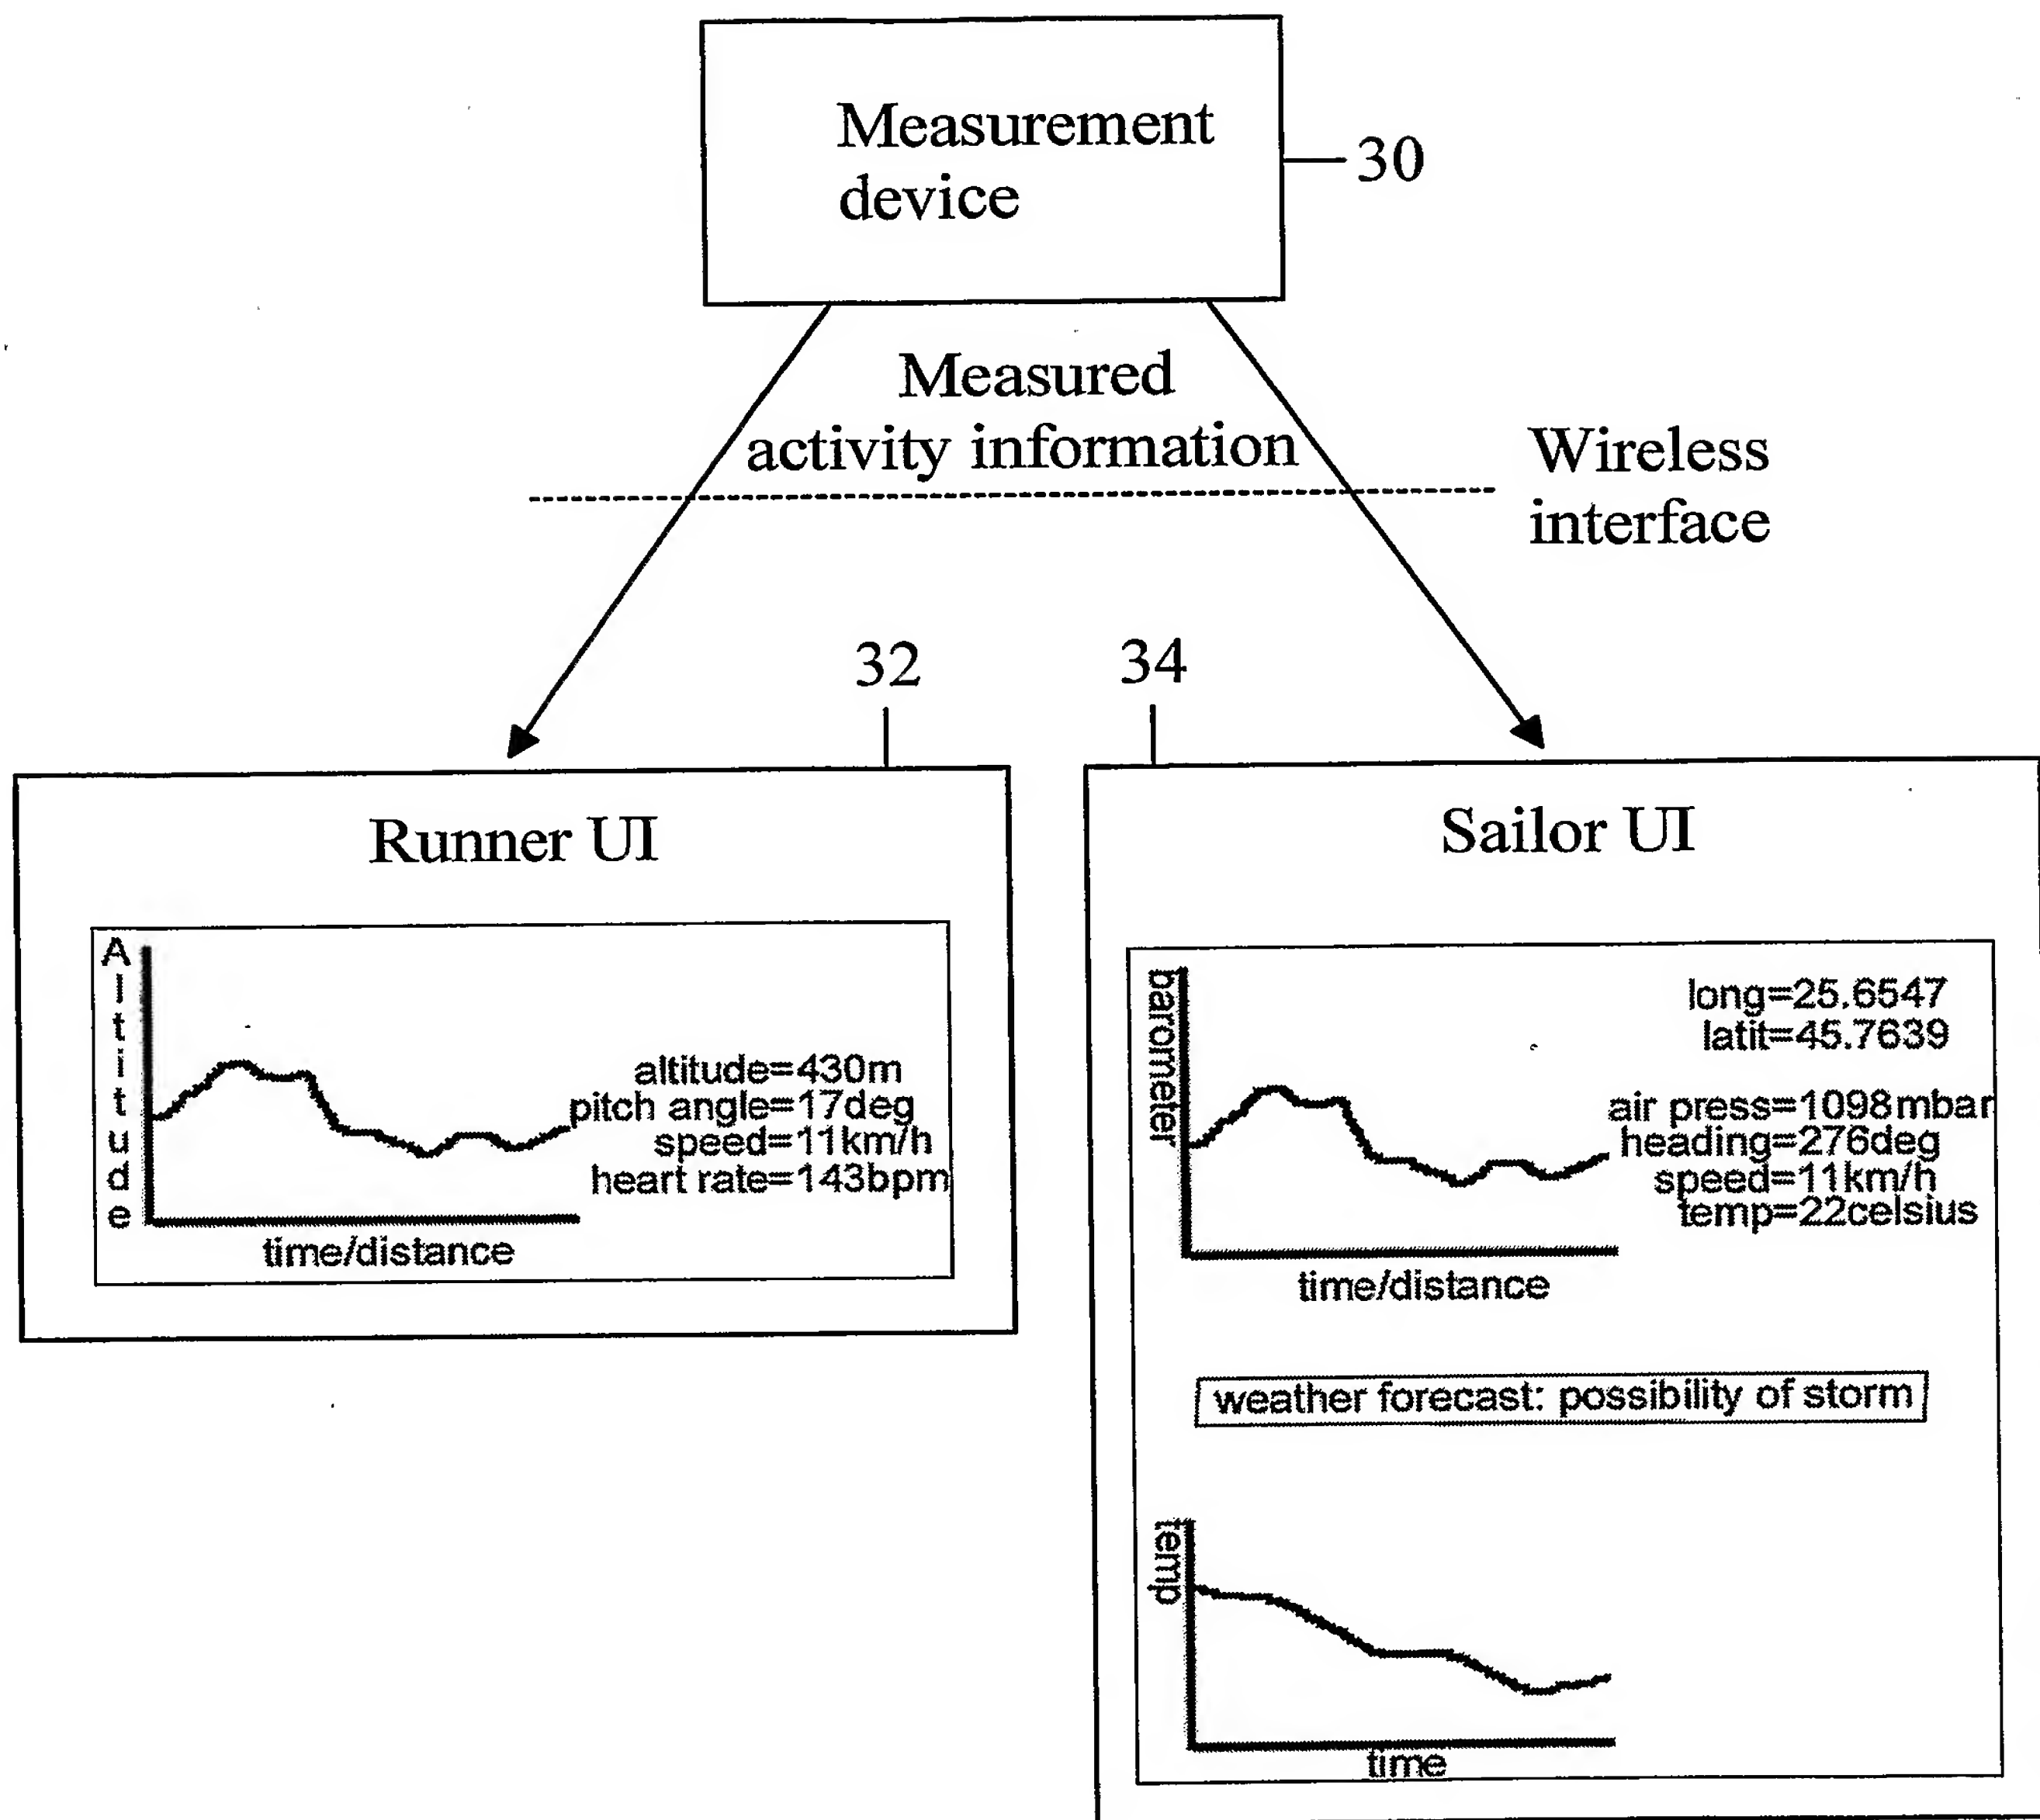 Measurement
device
30
Measured
activity information
Wireless
interface
32
34
Runner UI
Altitude
altitude=430m
pitch angle=17deg
speed=11km/h
heart rate=143bpm
time/distance
Sailor UI
barometer
long=25.6547
latit=45.7639
air press=1098mbar
heading=276deg
speed=11km/h
temp=22celsius
time/distance
weather forecast: possibility of storm
temp
time